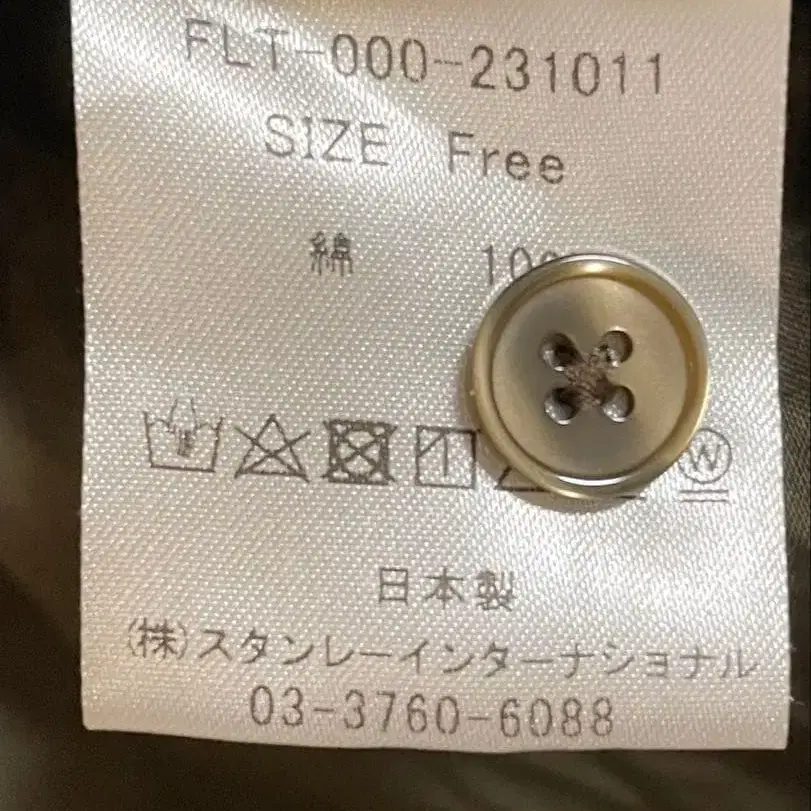 FLT-000-231011
SIZE Free
綿
W
日本製
(株)スタンレーインターナショナル
03-3760-6088